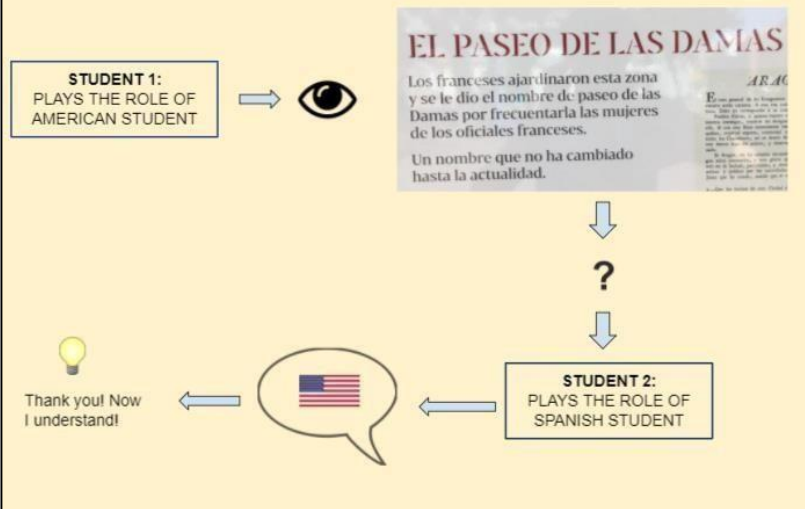 STUDENT 1:
PLAYS THE ROLE OF
AMERICAN STUDENT
EL PASEO DE LAS DAMAS
Los franceses ajardinaron esta zona
y se le dio el nombre de paseo de las
Damas por frecuentarla las mujeres
de los oficiales franceses.
Un nombre que no ha cambiado
hasta la actualidad.
?
STUDENT 2:
PLAYS THE ROLE OF
SPANISH STUDENT
Thank you! Now
I understand!